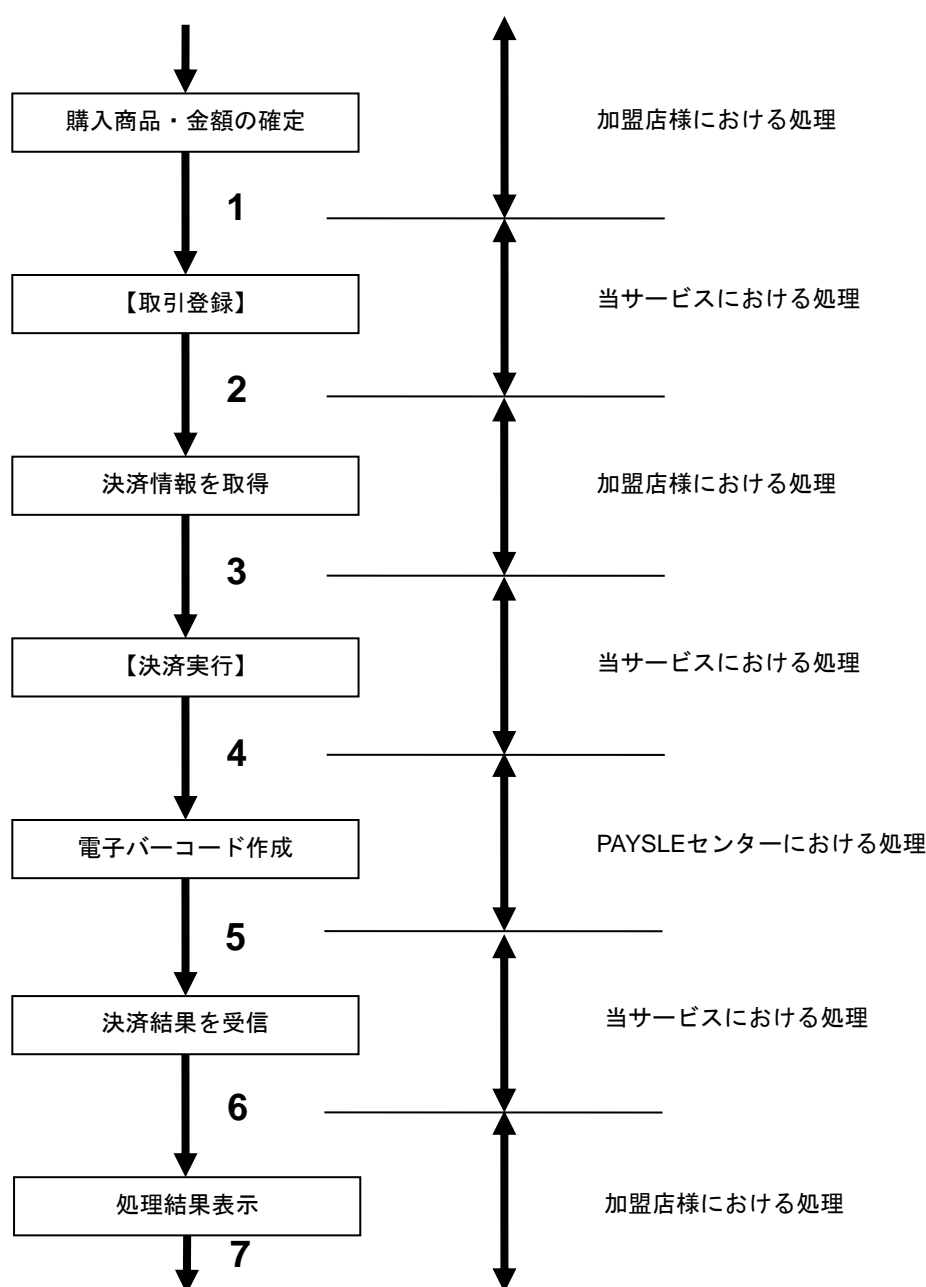 購入商品・金額の確定
加盟店様における処理
1
【取引登録】
当サービスにおける処理
2
決済情報を取得
加盟店様における処理
3
【決済実行】
当サービスにおける処理
4
電子バーコード作成
PAYSLEセンターにおける処理
5
決済結果を受信
当サービスにおける処理
6
処理結果表示
加盟店様における処理
7